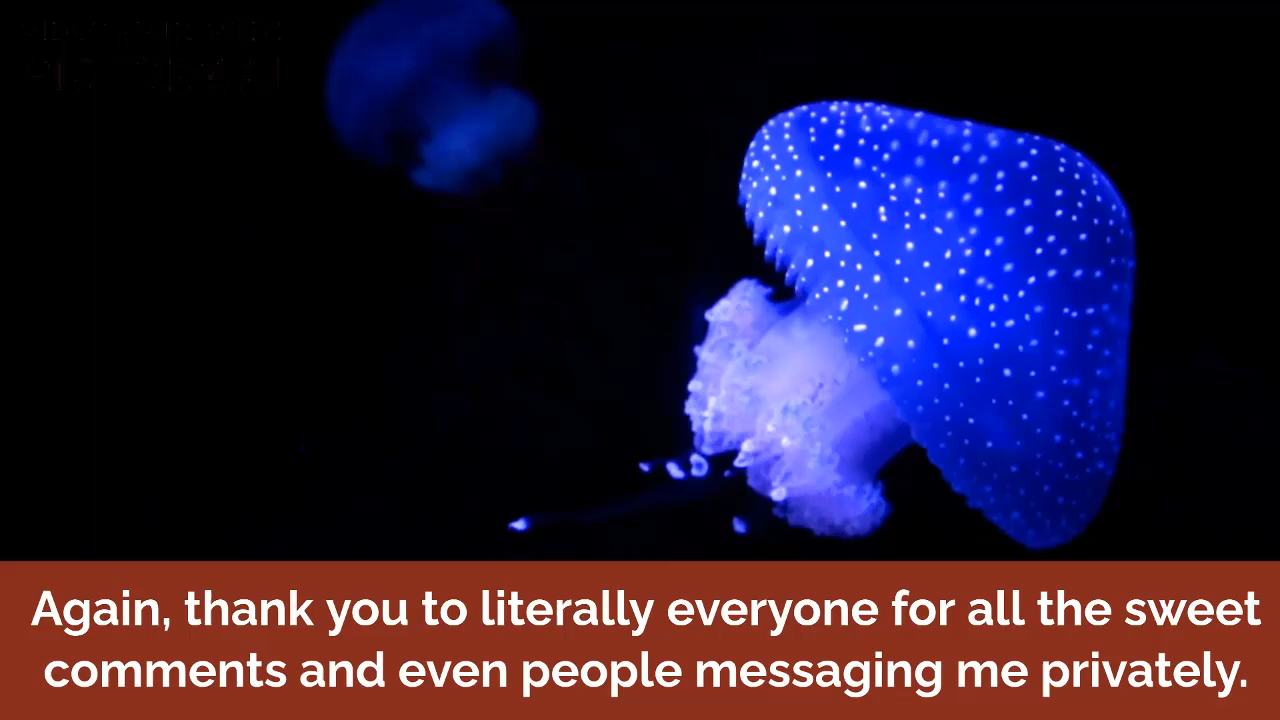 Again, thank you to literally everyone for all the sweet
comments and even people messaging me privately.